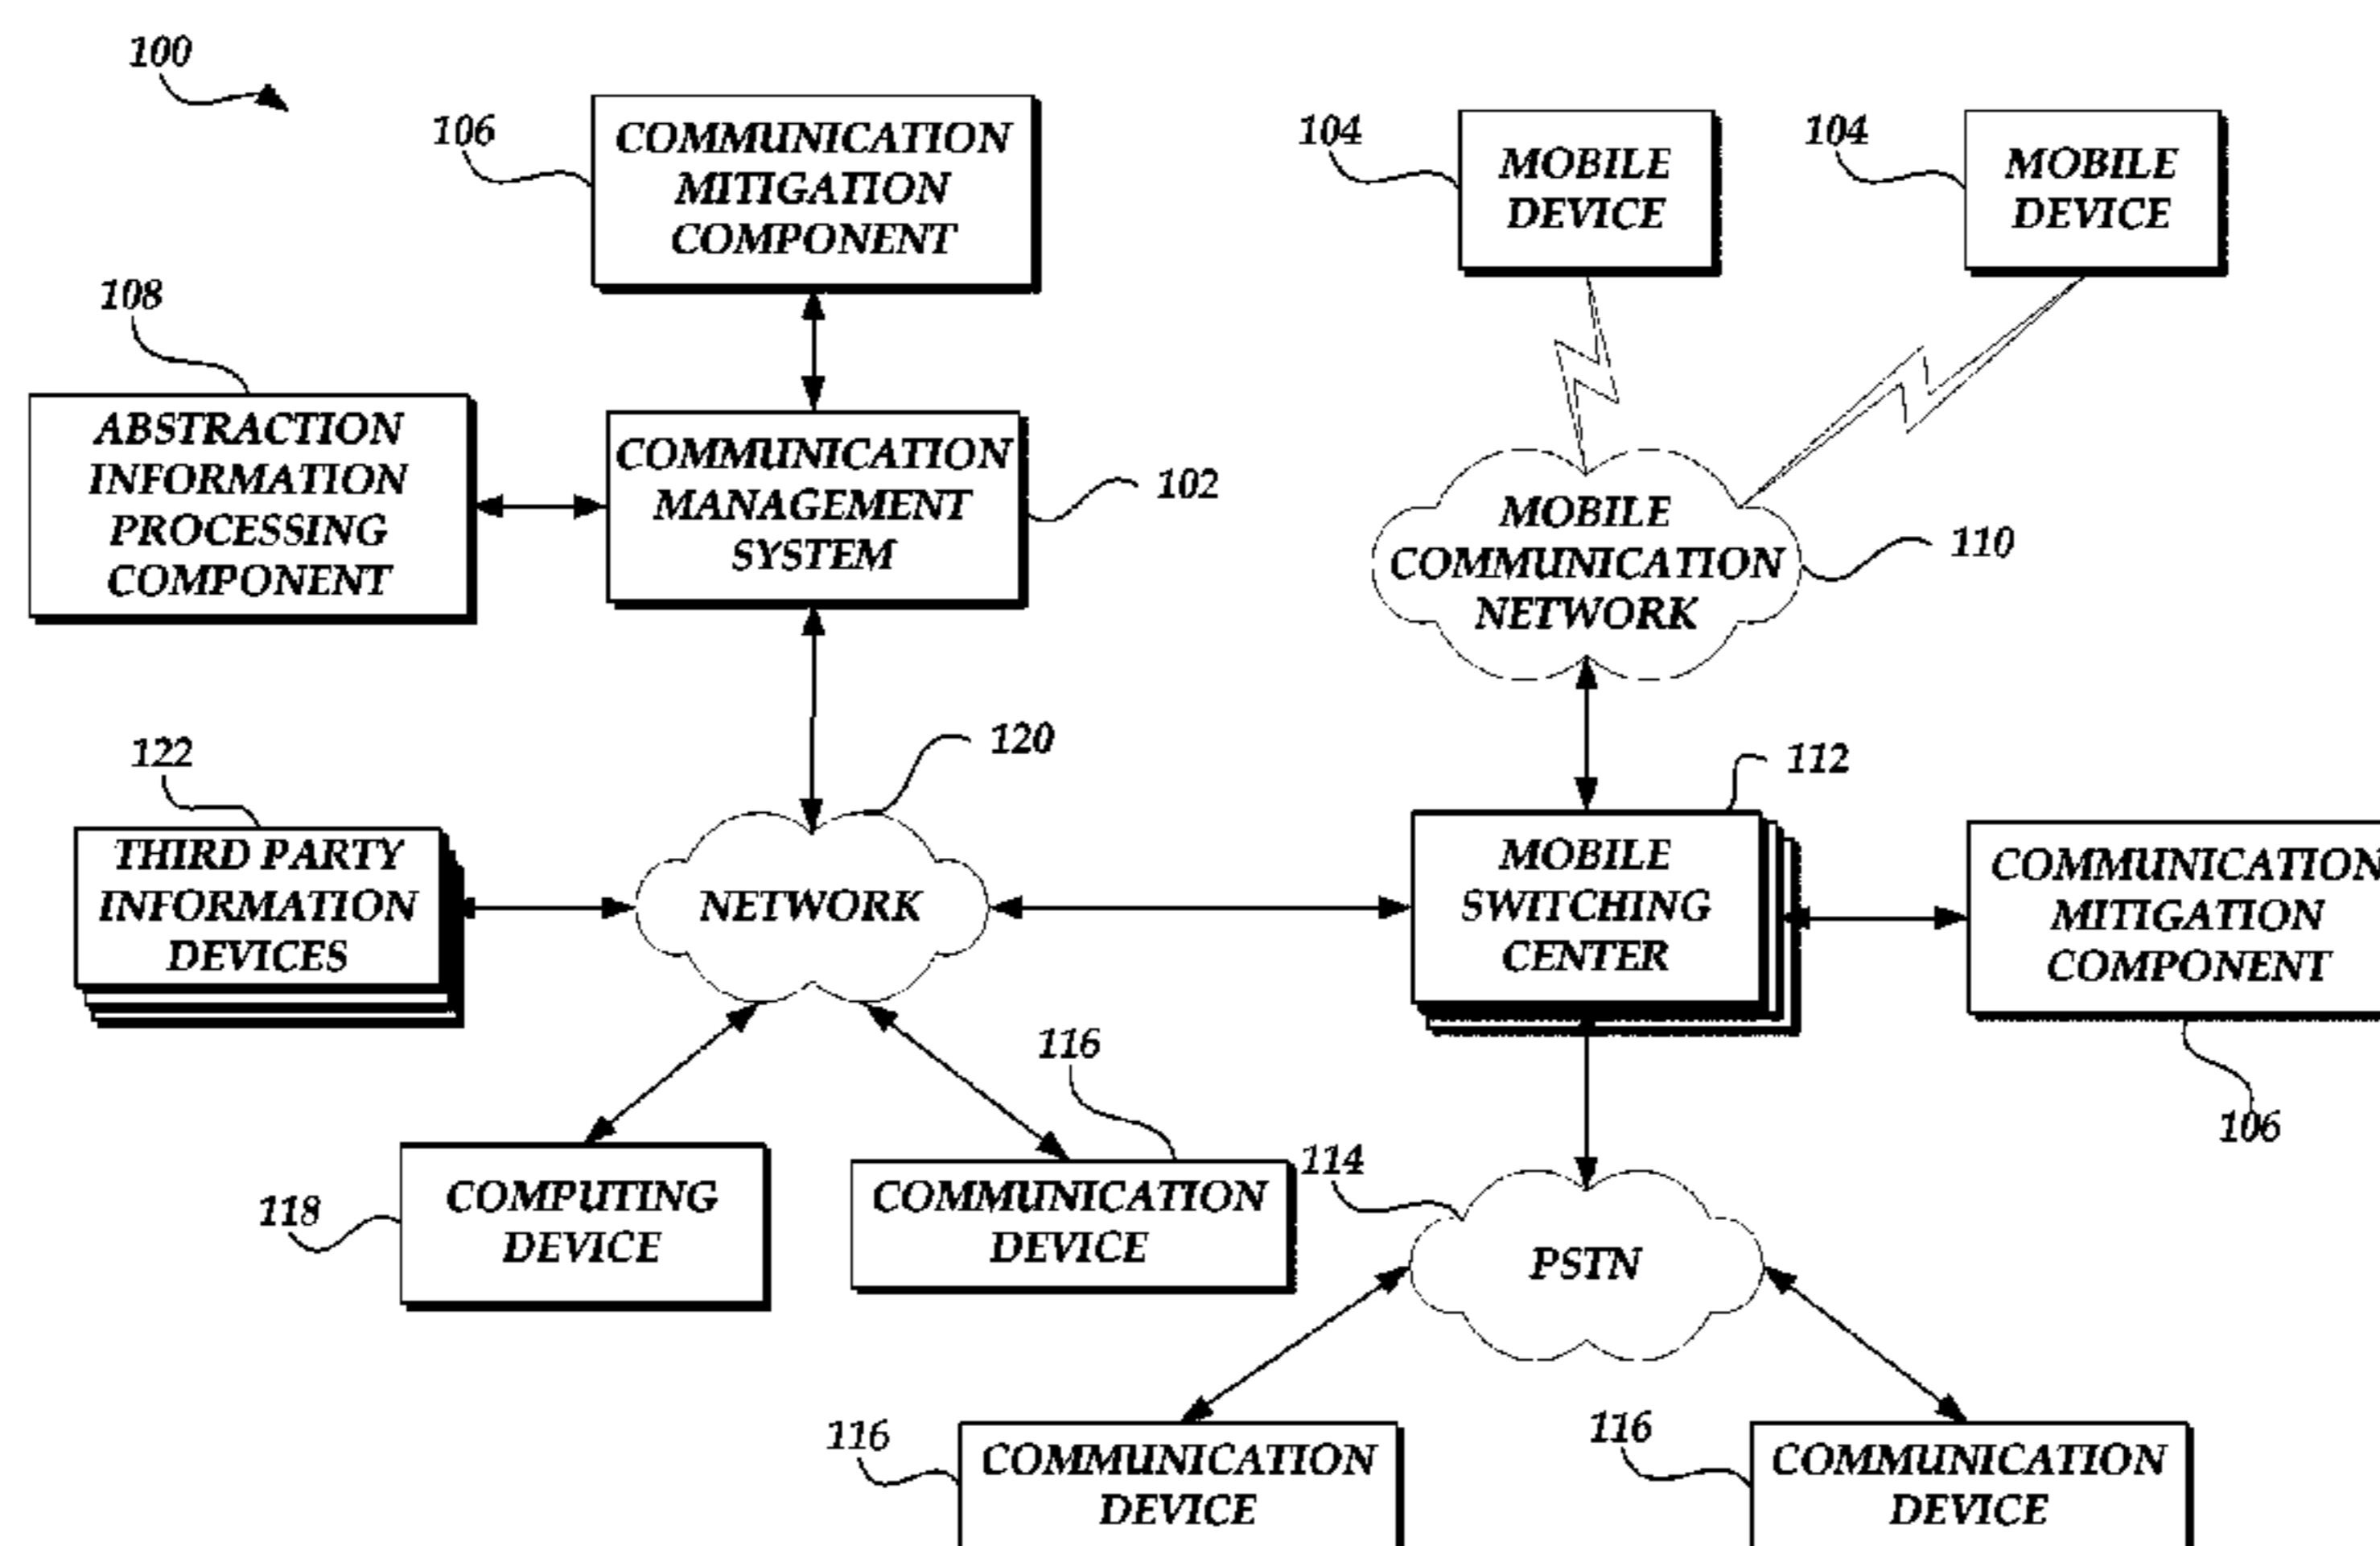 100
106
COMMUNICATION
MITIGATION
COMPONENT
104
MOBILE
DEVICE
104
MOBILE
DEVICE
108
ABSTRACTION
INFORMATION
PROCESSING
COMPONENT
COMMUNICATION
MANAGEMENT
SYSTEM
102
MOBILE
COMMUNICATION
NETWORK
110
122
THIRD PARTY
INFORMATION
DEVICES
120
NETWORK
112
MOBILE
SWITCHING
CENTER
COMMUNICATION
MITIGATION
COMPONENT
106
118
COMPUTING
DEVICE
116
COMMUNICATION
DEVICE
114
PSTN
116
COMMUNICATION
DEVICE
116
COMMUNICATION
DEVICE